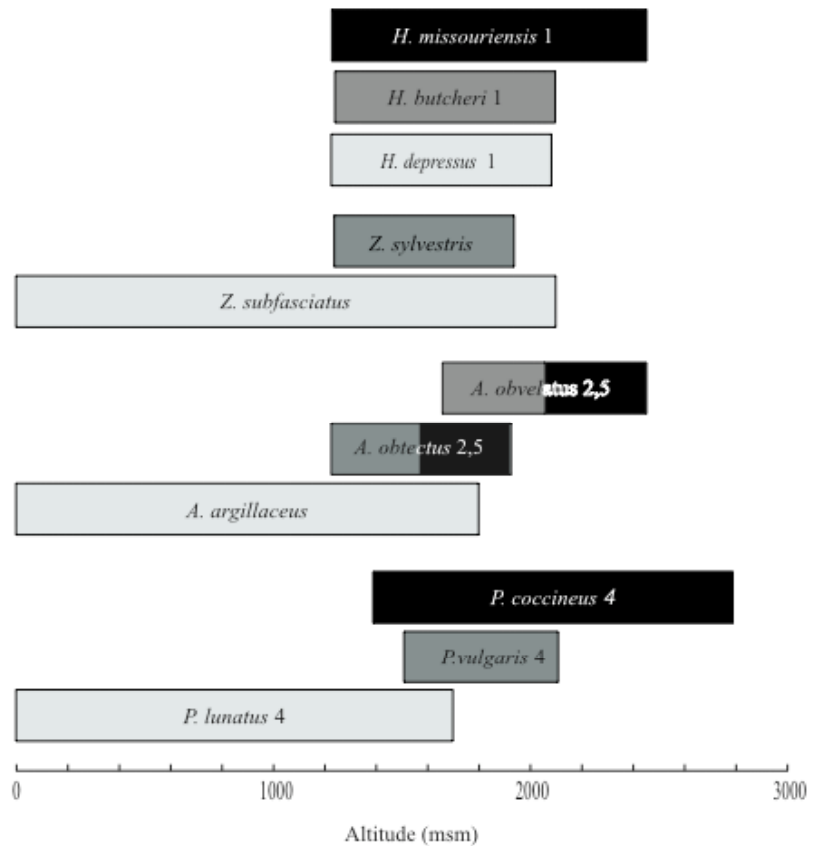 H. missouriensis 1
H. butcheri 1
H. depressus 1
Z. sylvestris
Z. subfasciatus
A. obvelatus 2,5
A. obtectus 2,5
A. argillaceus
P. coccineus 4
P.vulgaris 4
P. lunatus 4
0 1000 2000 3000
Altitude (msm)